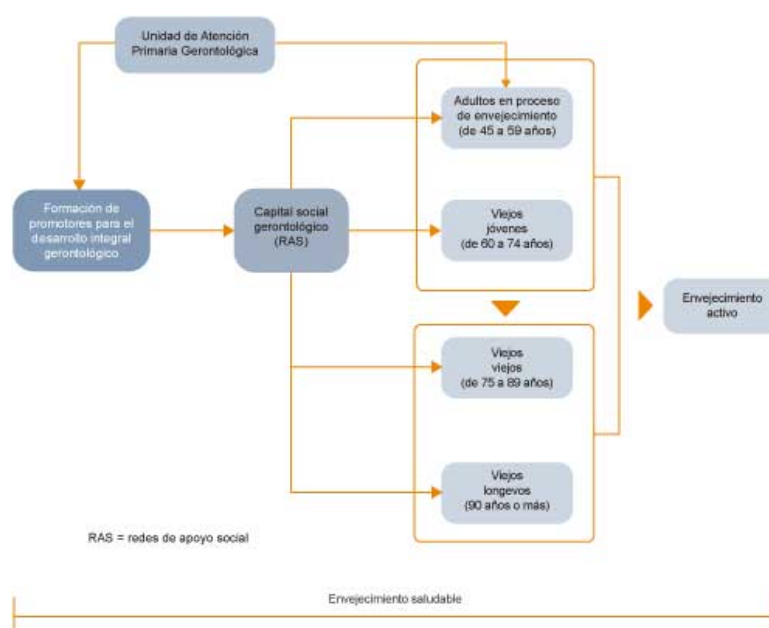 Unidad de Atención
Primaria Gerontológica
Adultos en proceso
de envejecimiento
(de 45 a 59 años)
Formación de
promotores para el
desarrollo integral
gerontológico
Capital social
gerontológico
(RAS)
Viejos
jóvenes
(de 60 a 74 años)
Envejecimiento
activo
Viejos
viejos
(de 75 a 89 años)
Viejos
longevos
(90 años o más)
RAS = redes de apoyo social
Envejecimiento saludable